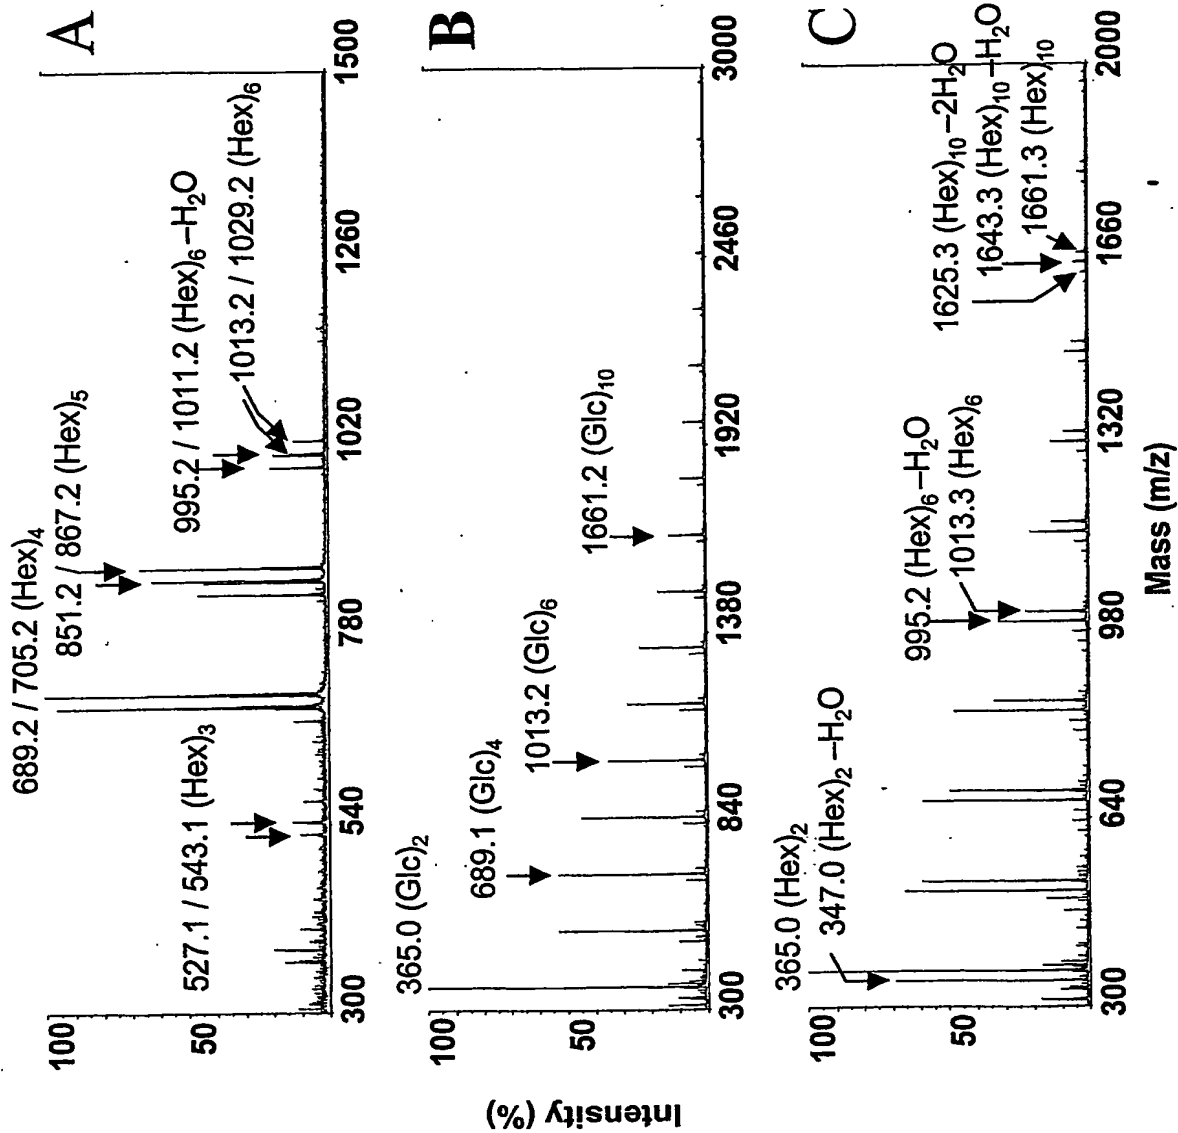 A
689.2 / 705.2 (Hex)4
851.2 / 867.2 (Hex)5
995.2 / 1011.2 (Hex)6–H2O
1013.2 / 1029.2 (Hex)6
527.1 / 543.1 (Hex)3
100
50
300
540
780
1020
1260
1500
B
365.0 (Glc)2
689.1 (Glc)4
1013.2 (Glc)6
1661.2 (Glc)10
100
50
300
840
1380
1920
2460
3000
C
365.0 (Hex)2
347.0 (Hex)2 –H2O
995.2 (Hex)6–H2O
1013.3 (Hex)6
1625.3 (Hex)10–2H2O
1643.3 (Hex)10–H2O
1661.3 (Hex)10
100
50
300
640
980
1320
1660
2000
Intensity (%)
Mass (m/z)